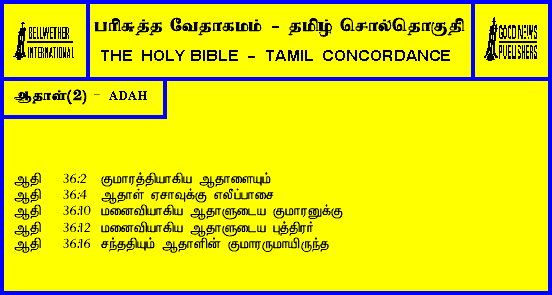 BELLWETHER
INTERNATIONAL
பரிசுத்த வேதாகமம் - தமிழ் சொல்தொகுதி
THE HOLY BIBLE - TAMIL CONCORDANCE
GOOD NEWS
PUBLISHERS
ஆதாள்(2) - ADAH
ஆதி 36:2 குமாரத்தியாகிய ஆதாளையும்
ஆதி 36:4 ஆதாள் ஏசாவுக்கு எலீப்பாசை
ஆதி 36:10 மனைவியாகிய ஆதாளுடைய குமாரனுக்கு
ஆதி 36:12 மனைவியாகிய ஆதாளுடைய புத்திரர்
ஆதி 36:16 சந்ததியும் ஆதாளின் குமாரருமாயிருந்த